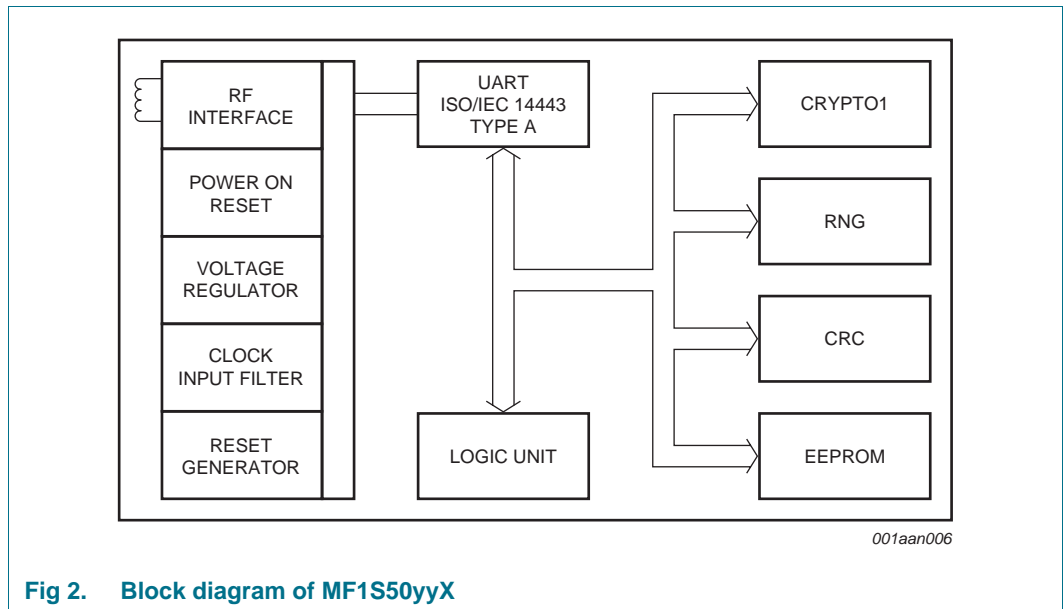 RF
INTERFACE
POWER ON
RESET
VOLTAGE
REGULATOR
CLOCK
INPUT FILTER
RESET
GENERATOR
UART
ISO/IEC 14443
TYPE A
LOGIC UNIT
CRYPTO1
RNG
CRC
EEPROM
001aan006
Fig 2. Block diagram of MF1S50yyX